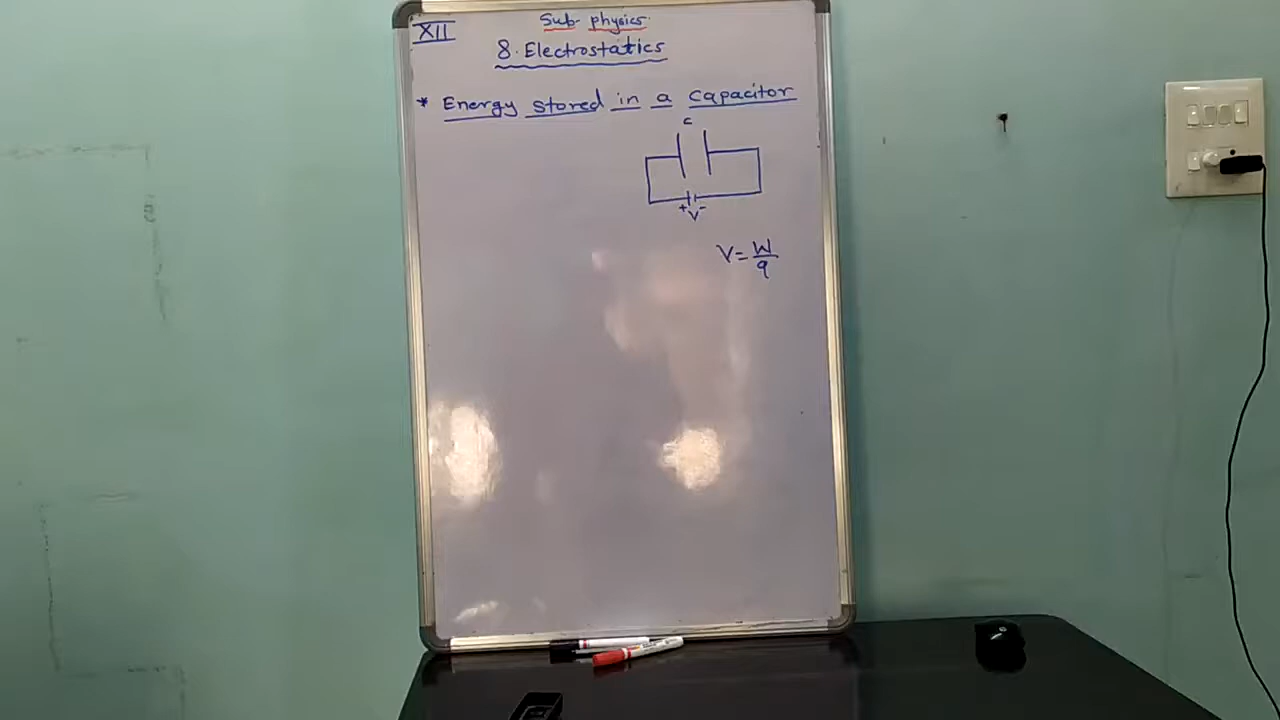 XII
Sub- physics.
8. Electrostatics
* Energy stored in a capacitor
c
+ V -
V = W/q